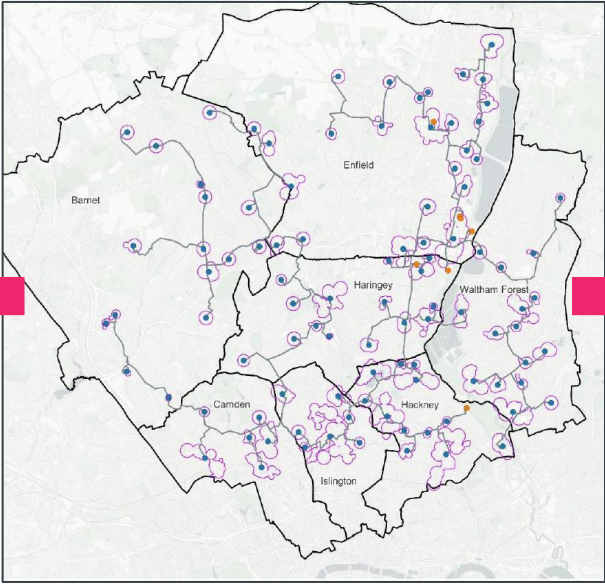 Enfield
Barnet
Haringey
Waltham Forest
Camden
Hackney
Islington